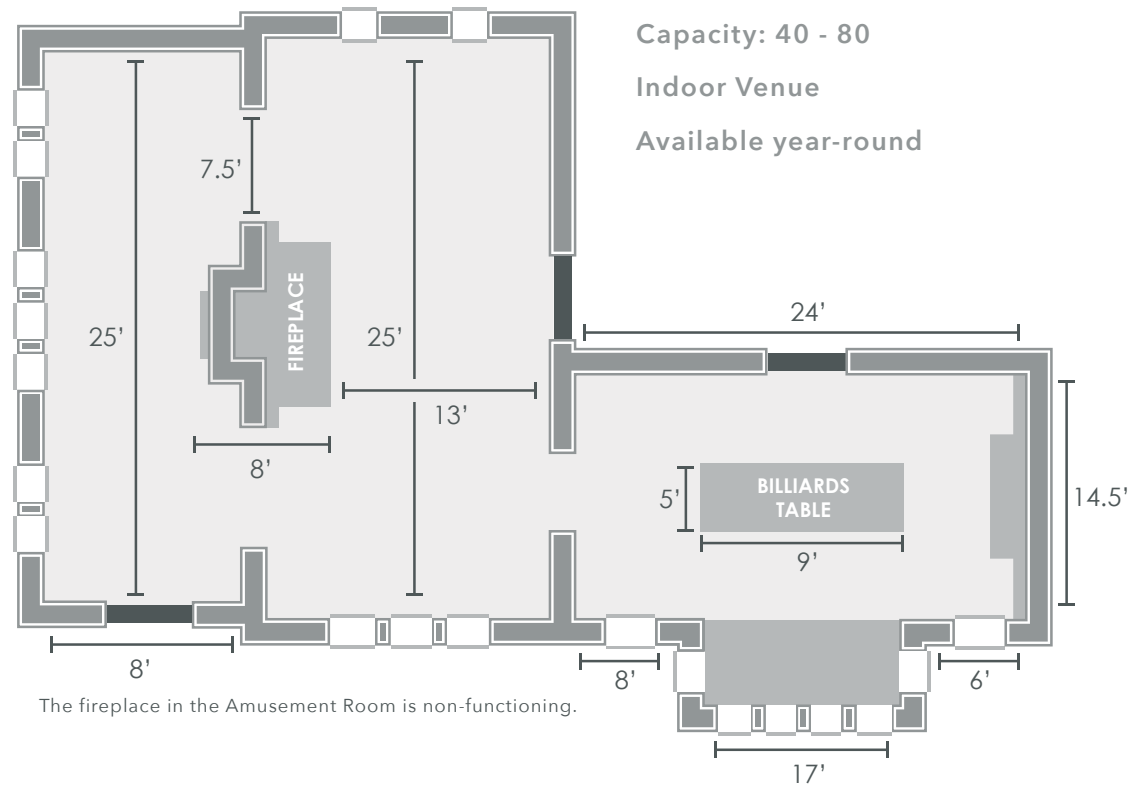 Capacity: 40 - 80
Indoor Venue
Available year-round
7.5’
24’
25’
FIREPLACE
25’
13’
8’
14.5’
5’
BILLIARDS
TABLE
9’
8’
8’
6’
The fireplace in the Amusement Room is non-functioning.
17’